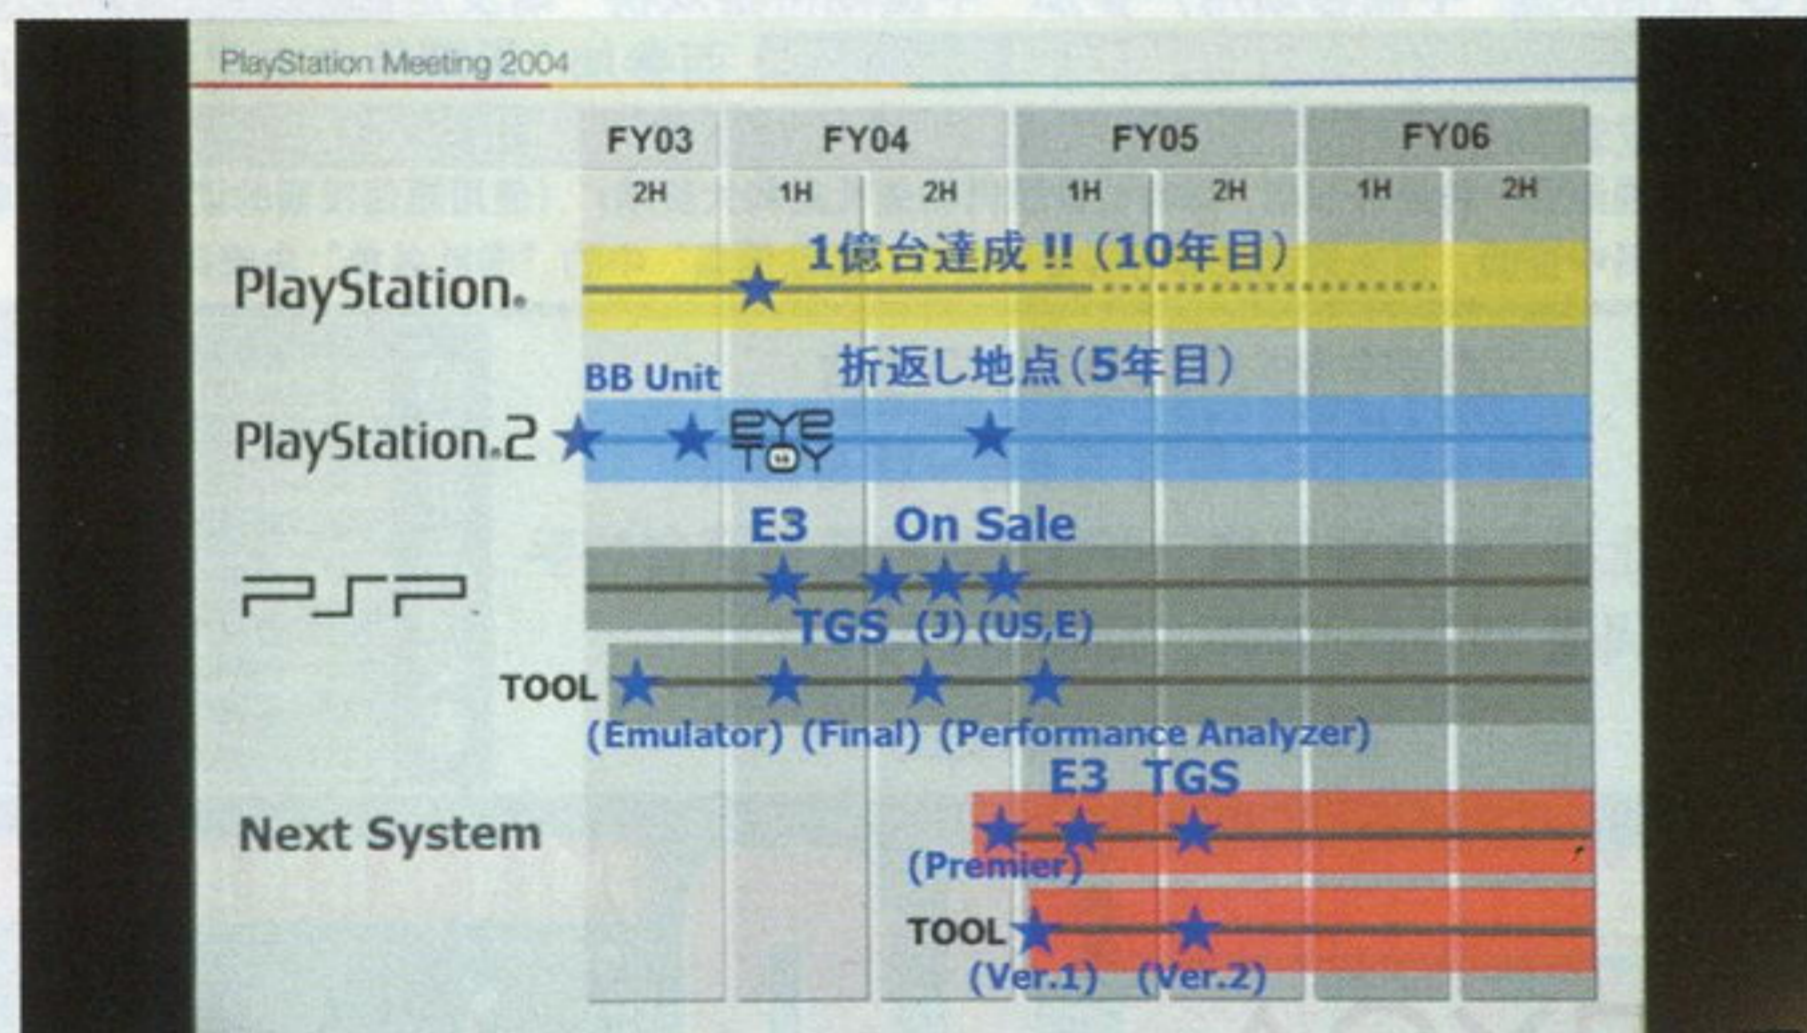 PlayStation Meeting 2004
FY03 FY04 FY05 FY06
2H 1H 2H 1H 2H 1H 2H
1億台達成!!(10年目)
PlayStation®
BB Unit 折返し地点(5年目)
PlayStation®2 EYE
TOY
E3 On Sale
PSP
TGS (J) (US,E)
TOOL
(Emulator) (Final) (Performance Analyzer)
E3 TGS
Next System
(Premier)
TOOL
(Ver.1) (Ver.2)